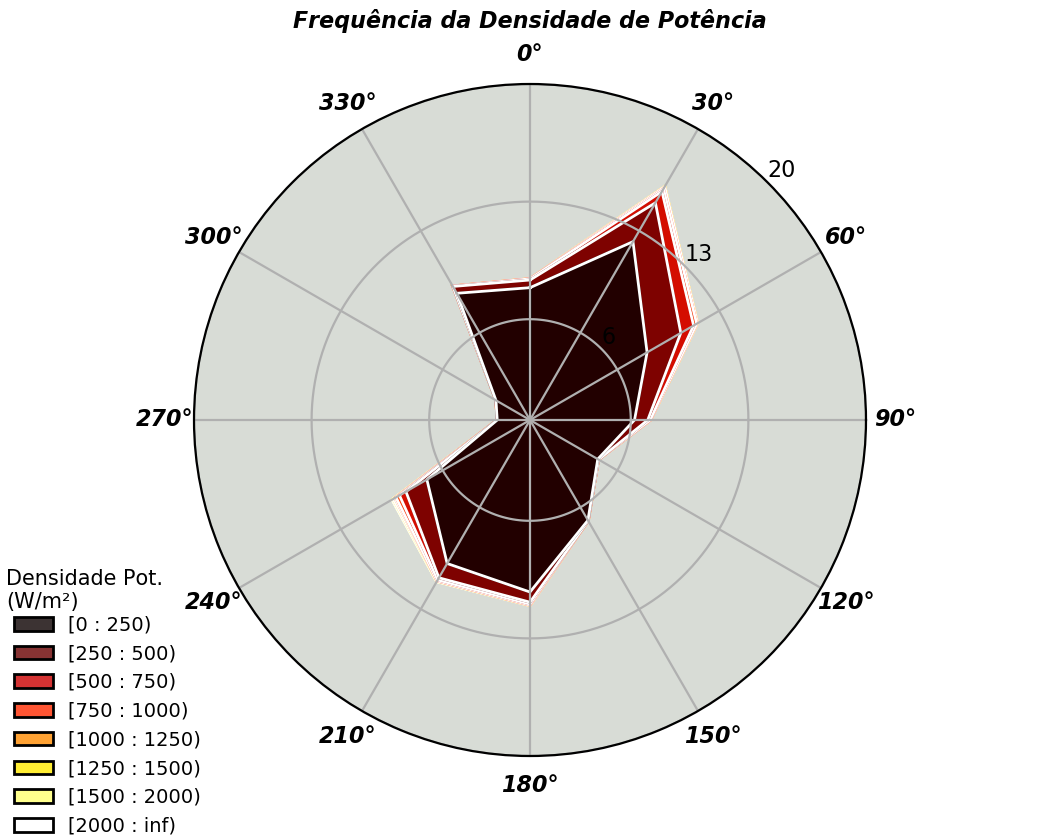 Frequência da Densidade de Potência
0°
330°
30°
20
300°
60°
13
6
270°
90°
240°
120°
210°
150°
180°
Densidade Pot.
(W/m²)
[0 : 250)
[250 : 500)
[500 : 750)
[750 : 1000)
[1000 : 1250)
[1250 : 1500)
[1500 : 2000)
[2000 : inf)